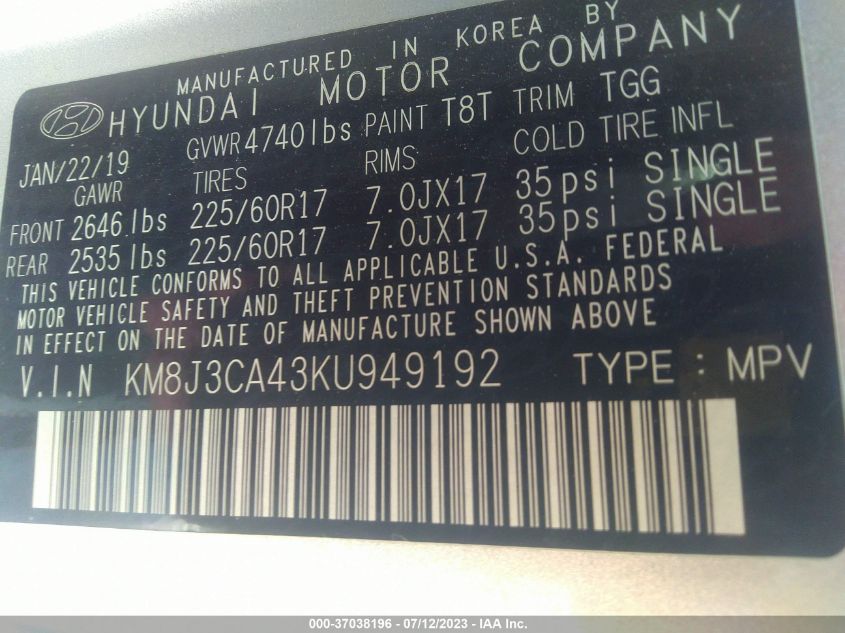 MANUFACTURED IN KOREA BY
HYUNDAI MOTOR COMPANY
JAN/22/19 GVWR 4740 lbs PAINT T8T TRIM TGG
GAWR TIRES RIMS COLD TIRE INFL
FRONT 2646 lbs 225/60R17 7.0JX17 35psi SINGLE
REAR 2535 lbs 225/60R17 7.0JX17 35psi SINGLE
THIS VEHICLE CONFORMS TO ALL APPLICABLE U.S.A. FEDERAL
MOTOR VEHICLE SAFETY AND THEFT PREVENTION STANDARDS
IN EFFECT ON THE DATE OF MANUFACTURE SHOWN ABOVE
V.I.N KM8J3CA43KU949192 TYPE : MPV
000-37038196 - 07/12/2023 - IAA Inc.